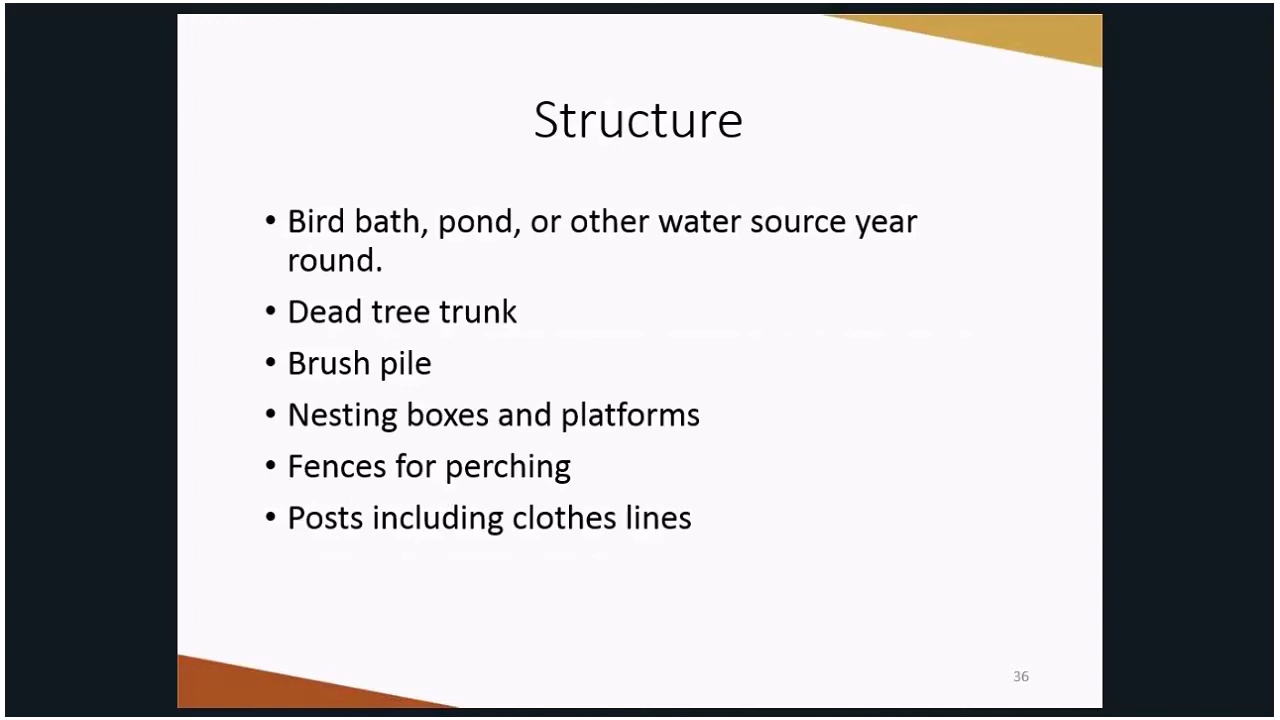 Structure
• Bird bath, pond, or other water source year
round.
• Dead tree trunk
• Brush pile
• Nesting boxes and platforms
• Fences for perching
• Posts including clothes lines
36